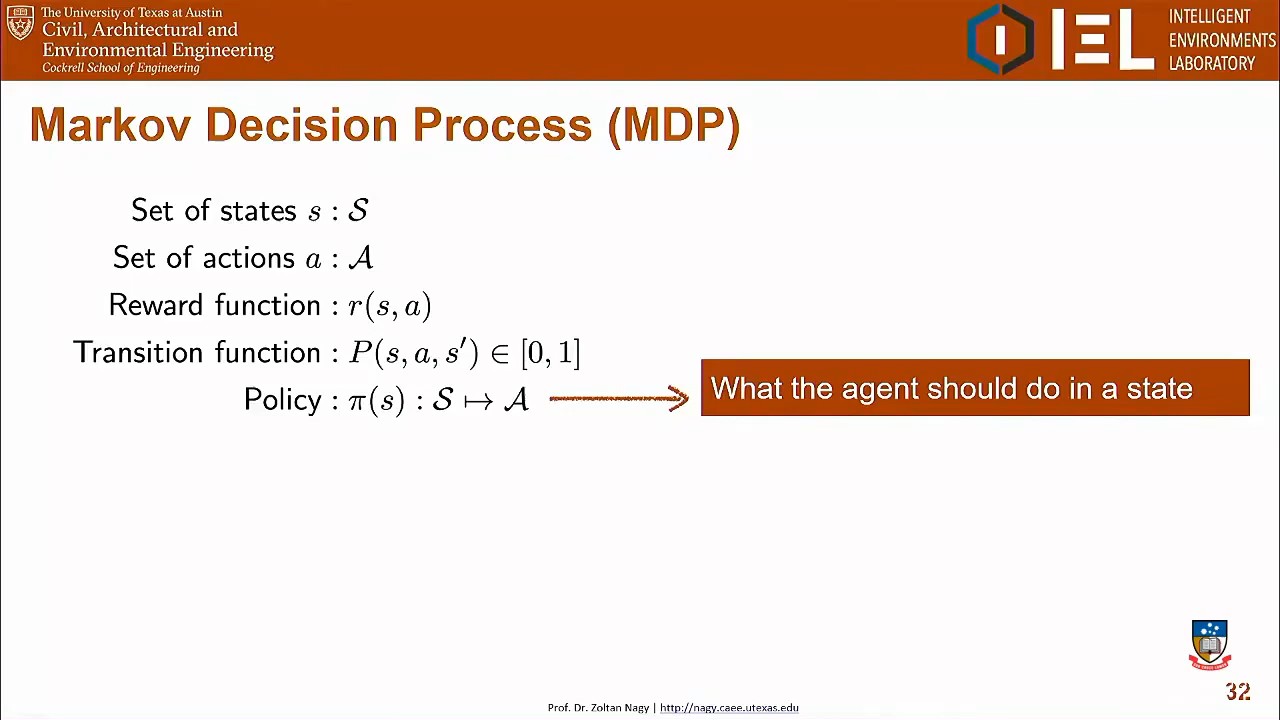 The University of Texas at Austin
Civil, Architectural and
Environmental Engineering
Cockrell School of Engineering
I IEL
INTELLIGENT
ENVIRONMENTS
LABORATORY
Markov Decision Process (MDP)
Set of states s : 𝒮
Set of actions a : 𝒜
Reward function : r(s, a)
Transition function : P(s, a, s′) ∈ [0, 1]
Policy : π(s) : 𝒮 ↦ 𝒜
What the agent should do in a state
32
Prof. Dr. Zoltan Nagy | http://nagy.caee.utexas.edu